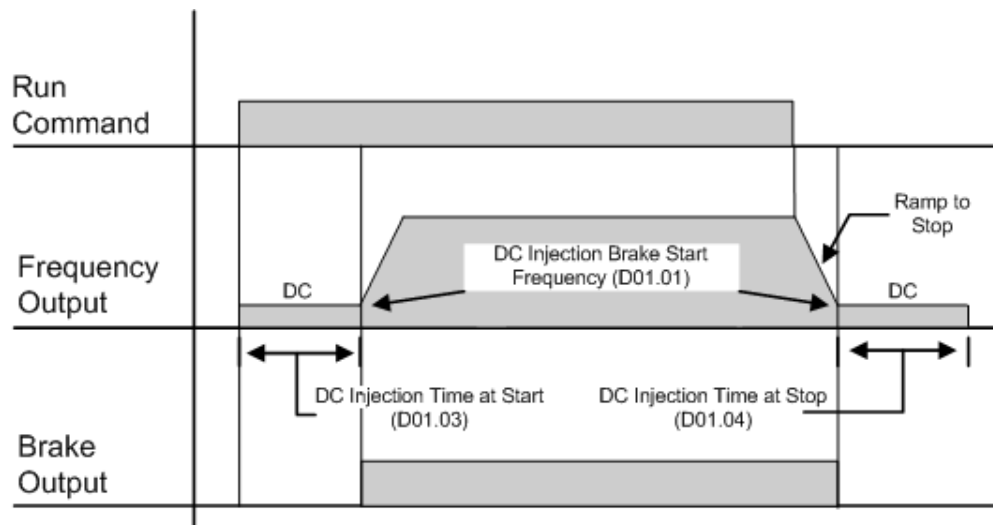 Run
Command
Ramp to
Stop
DC Injection Brake Start
Frequency (D01.01)
Frequency
Output
DC
DC
DC Injection Time at Start
(D01.03)
DC Injection Time at Stop
(D01.04)
Brake
Output